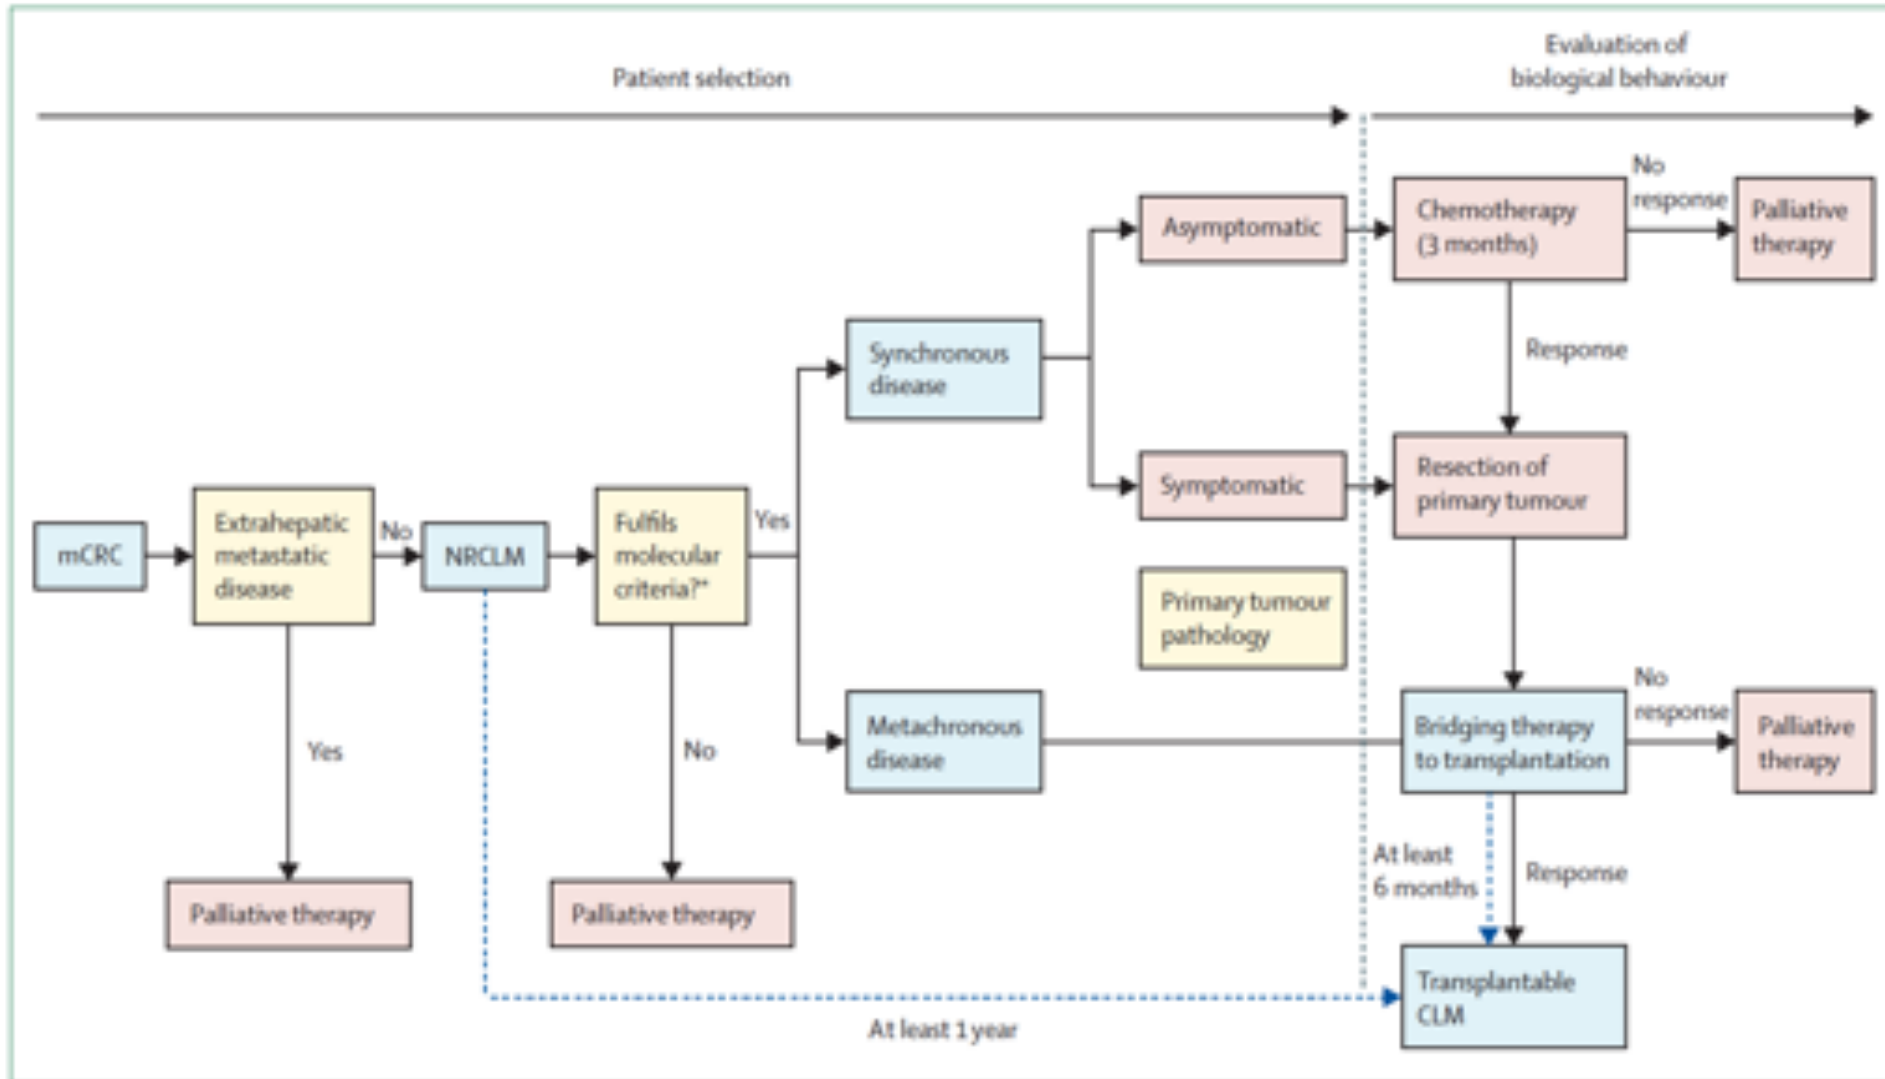 Patient selection
Evaluation of
biological behaviour
mCRC
Extrahepatic
metastatic
disease
No
Yes
Palliative therapy
NRCLM
Fulfils
molecular
criteria?*
Yes
No
Palliative therapy
Synchronous
disease
Metachronous
disease
Asymptomatic
Symptomatic
Primary tumour
pathology
Chemotherapy
(3 months)
No
response
Palliative
therapy
Response
Resection of
primary tumour
Bridging therapy
to transplantation
No
response
Palliative
therapy
At least
6 months
Response
Transplantable
CLM
At least 1 year